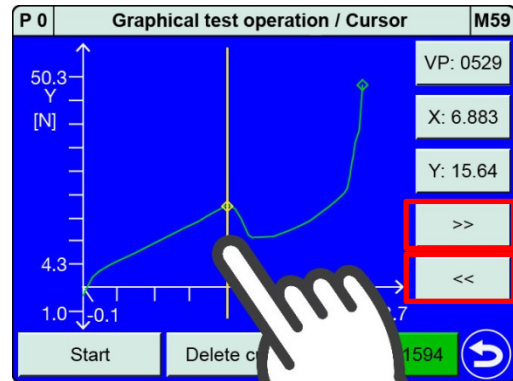 P 0 Graphical test operation / Cursor M59
50.3
Y
[N]
VP: 0529
X: 6.883
Y: 15.64
>>
4.3
<<
1.0 -0.1
Start Delete 1594